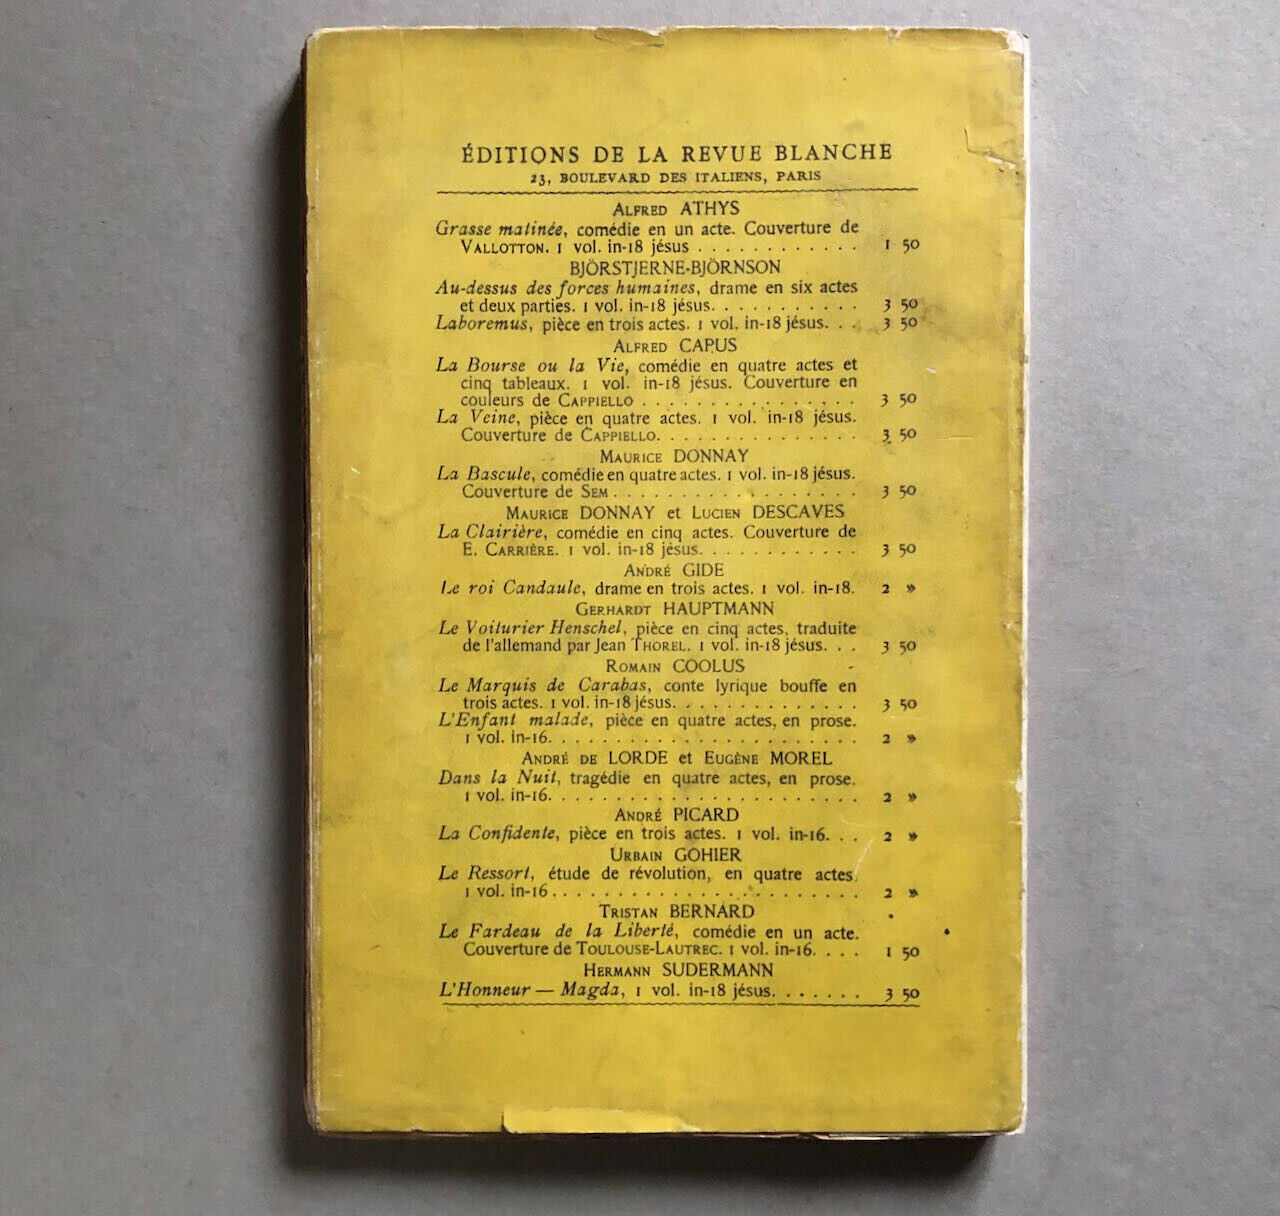 ÉDITIONS DE LA REVUE BLANCHE
23, BOULEVARD DES ITALIENS, PARIS
ALFRED ATHYS
Grasse matinée, comédie en un acte. Couverture de
VALLOTTON. 1 vol. in-18 jésus . . . . . . . . . . . . 1 50
BJÖRSTJERNE-BJÖRNSON
Au-dessus des forces humaines, drame en six actes
et deux parties. 1 vol. in-18 jésus. . . . . . . . . . . 3 50
Laboremus, pièce en trois actes. 1 vol. in-18 jésus. . . 3 50
ALFRED CAPUS
La Bourse ou la Vie, comédie en quatre actes et
cinq tableaux. 1 vol. in-18 jésus. Couverture en
couleurs de CAPPIELLO . . . . . . . . . . . . . . . . 3 50
La Veine, pièce en quatre actes. 1 vol. in-18 jésus.
Couverture de CAPPIELLO. . . . . . . . . . . . . . . 3 50
MAURICE DONNAY
La Bascule, comédie en quatre actes. 1 vol. in-18 jésus.
Couverture de SEM . . . . . . . . . . . . . . . . . . 3 50
MAURICE DONNAY et LUCIEN DESCAVES
La Clairière, comédie en cinq actes. Couverture de
E. CARRIÈRE. 1 vol. in-18 jésus. . . . . . . . . . . . 3 50
ANDRÉ GIDE
Le roi Candaule, drame en trois actes. 1 vol. in-18. 2 »
GERHARDT HAUPTMANN
Le Voiturier Henschel, pièce en cinq actes, traduite
de l'allemand par Jean THOREL. 1 vol. in-18 jésus. . . 3 50
ROMAIN COOLUS
Le Marquis de Carabas, conte lyrique bouffe en
trois actes. 1 vol. in-18 jésus. . . . . . . . . . . . . . 3 50
L'Enfant malade, pièce en quatre actes, en prose.
1 vol. in-16. . . . . . . . . . . . . . . . . . . . . . . 2 »
ANDRÉ DE LORDE et EUGÈNE MOREL
Dans la Nuit, tragédie en quatre actes, en prose.
1 vol. in-16. . . . . . . . . . . . . . . . . . . . . . . 2 »
ANDRÉ PICARD
La Confidente, pièce en trois actes. 1 vol. in-16. . . 2 »
URBAIN GOHIER
Le Ressort, étude de révolution, en quatre actes.
1 vol. in-16 . . . . . . . . . . . . . . . . . . . . . . . 2 »
TRISTAN BERNARD
Le Fardeau de la Liberté, comédie en un acte.
Couverture de TOULOUSE-LAUTREC. 1 vol. in-16. . . . 1 50
HERMANN SUDERMANN
L'Honneur — Magda, 1 vol. in-18 jésus. . . . . . . 3 50